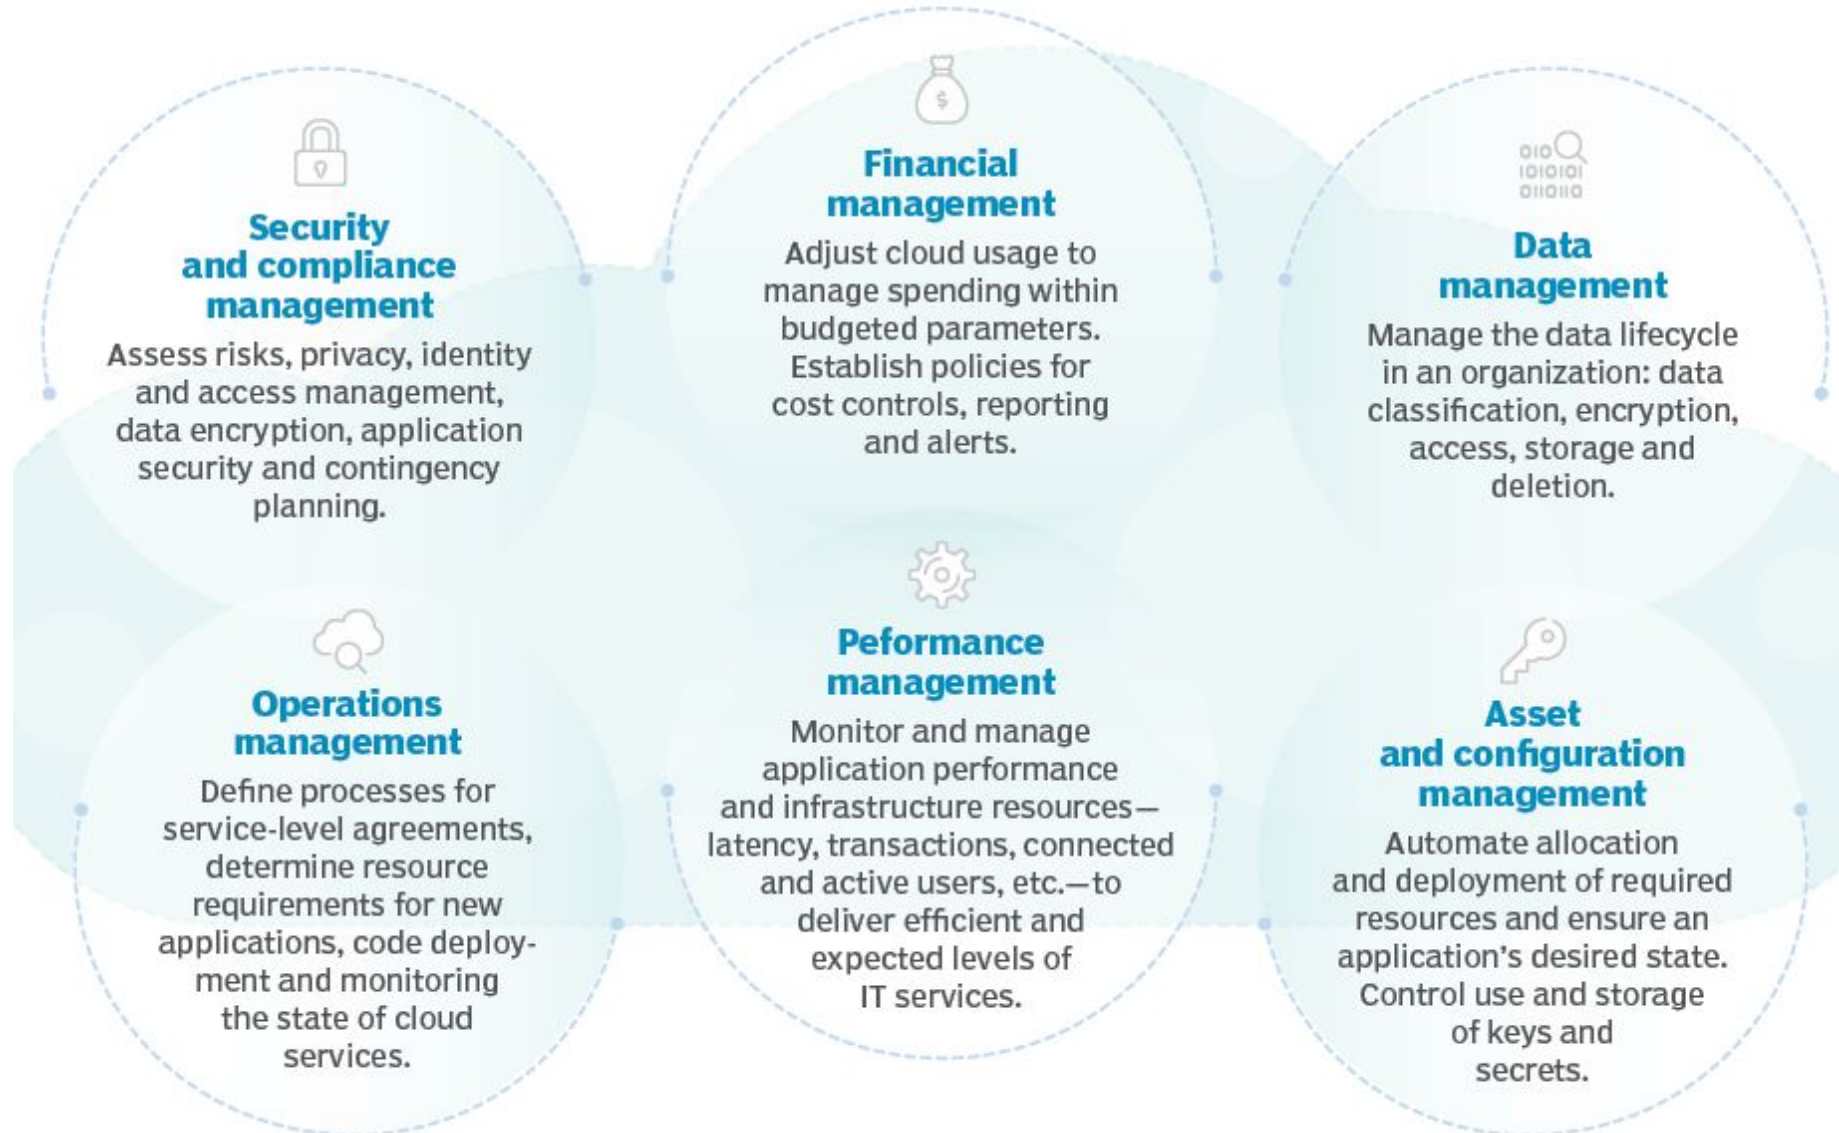 Security
and compliance
management
Assess risks, privacy, identity
and access management,
data encryption, application
security and contingency
planning.
$
Financial
management
Adjust cloud usage to
manage spending within
budgeted parameters.
Establish policies for
cost controls, reporting
and alerts.
010
1010101
0110110
Data
management
Manage the data lifecycle
in an organization: data
classification, encryption,
access, storage and
deletion.
Operations
management
Define processes for
service-level agreements,
determine resource
requirements for new
applications, code deploy-
ment and monitoring
the state of cloud
services.
Peformance
management
Monitor and manage
application performance
and infrastructure resources—
latency, transactions, connected
and active users, etc.—to
deliver efficient and
expected levels of
IT services.
Asset
and configuration
management
Automate allocation
and deployment of required
resources and ensure an
application’s desired state.
Control use and storage
of keys and
secrets.